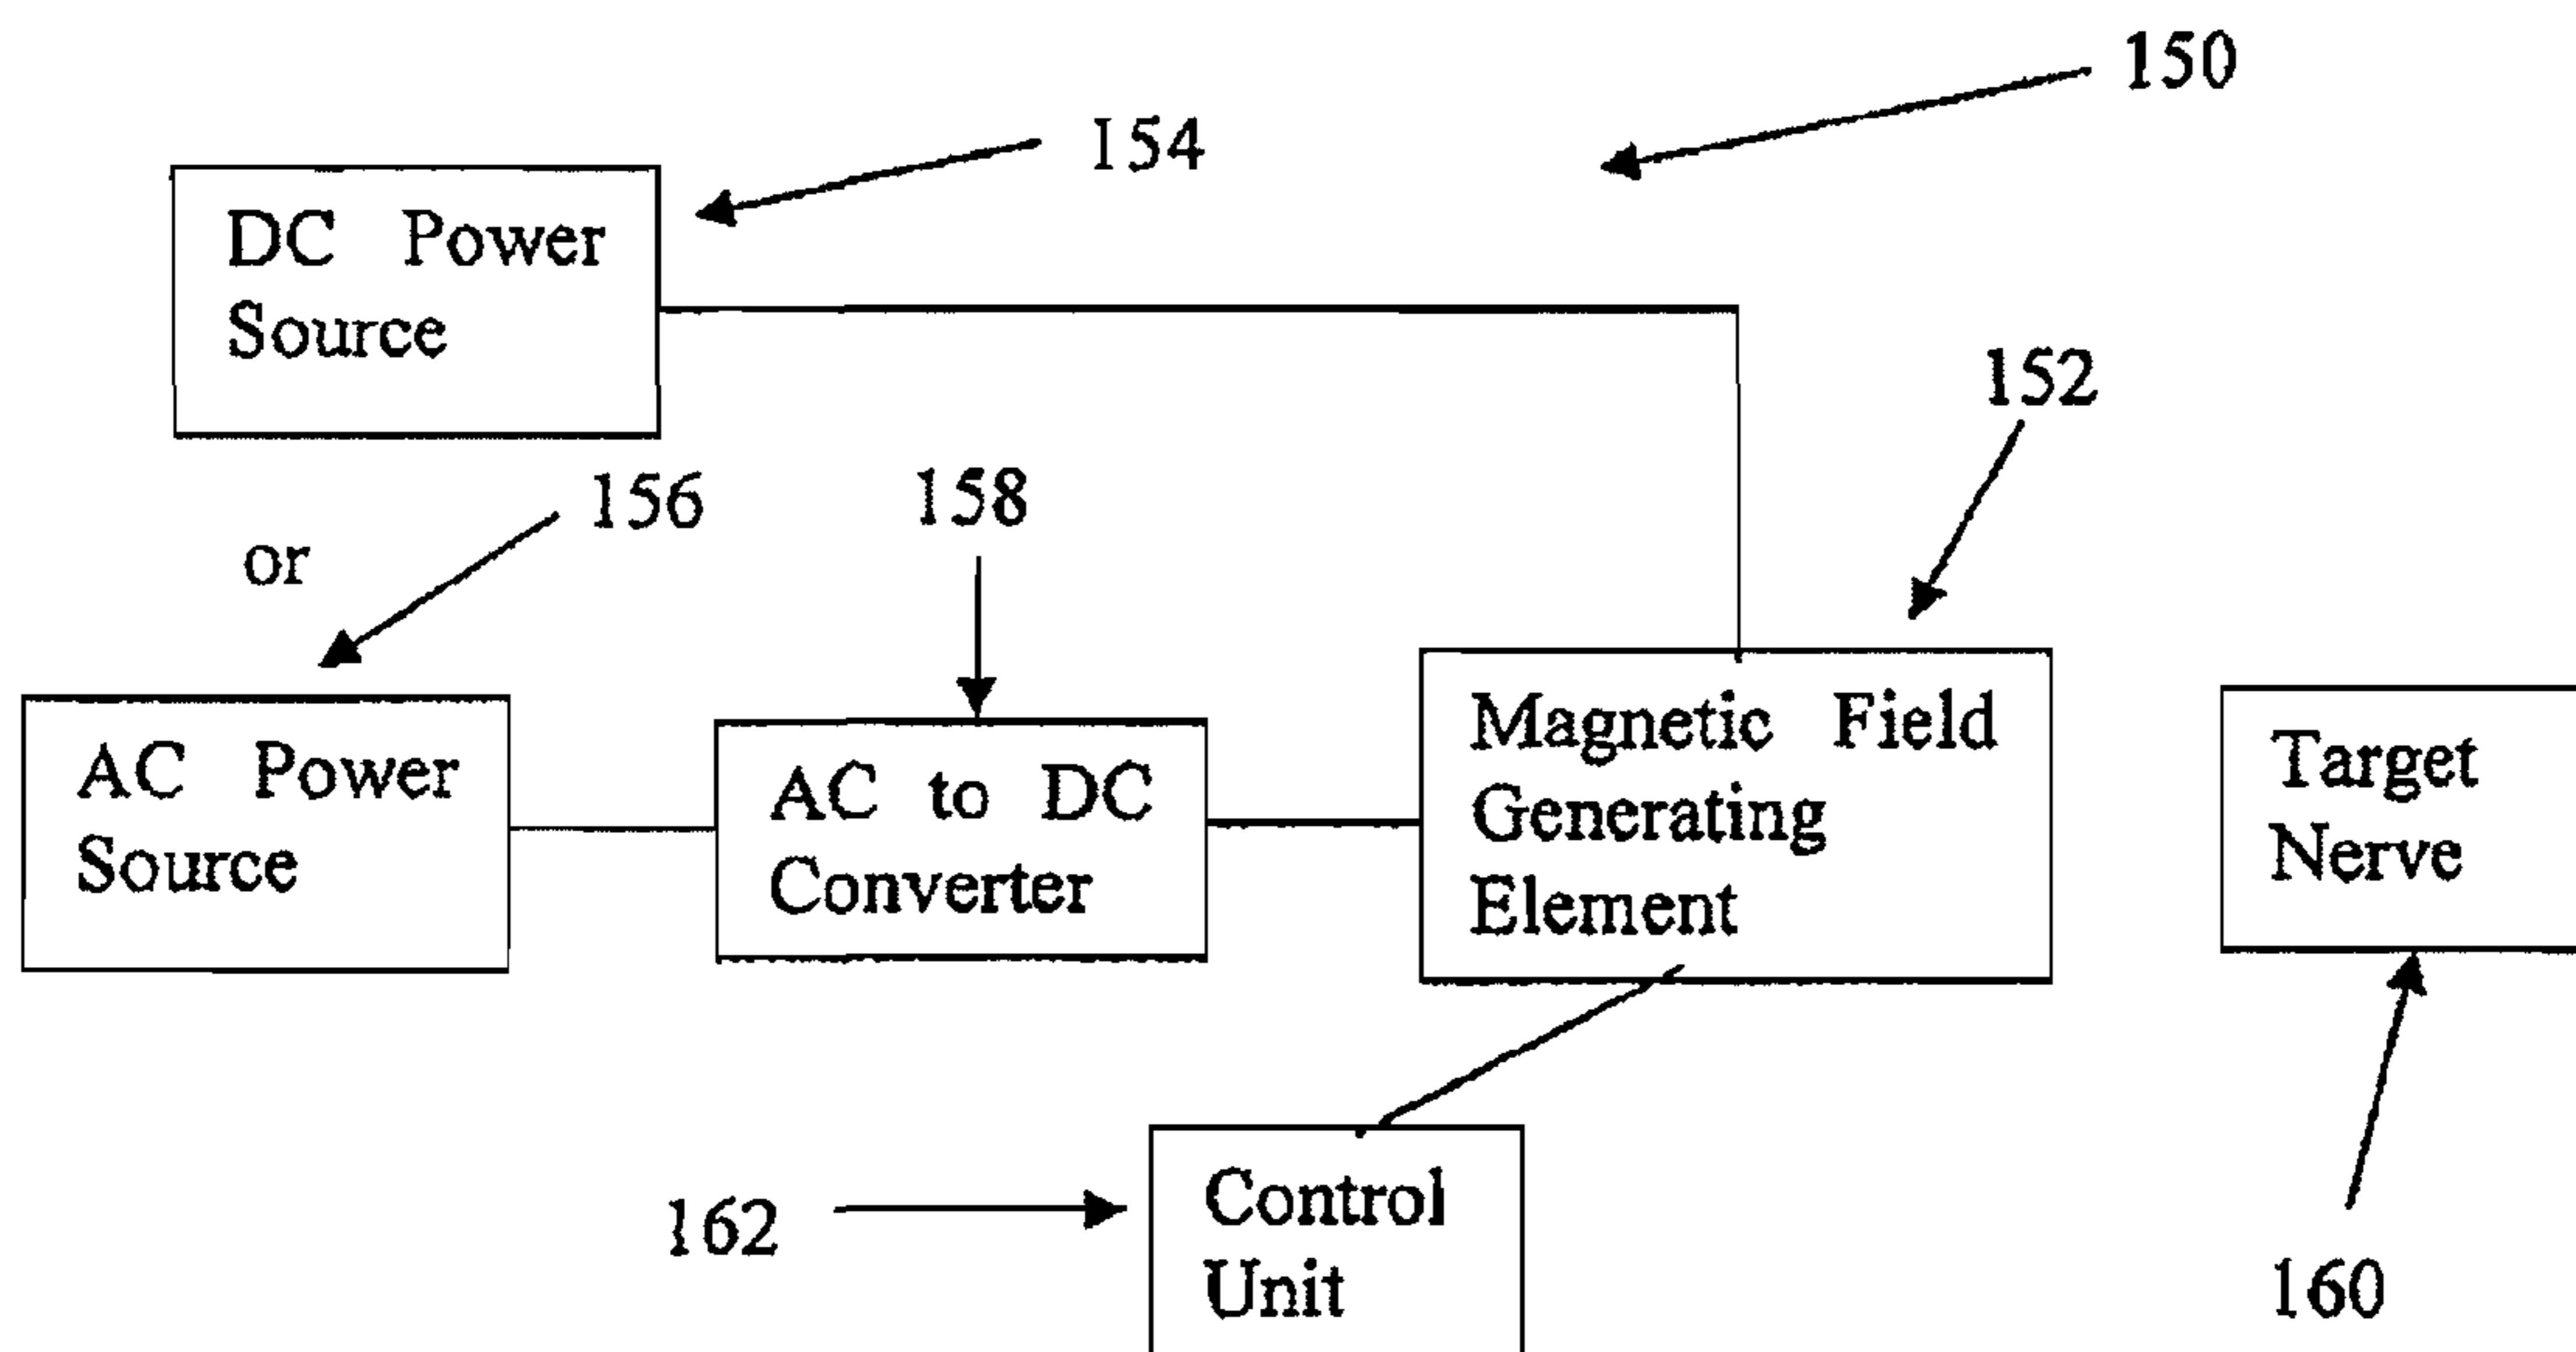 150
154
DC Power
Source
152
156
158
or
Magnetic Field
Generating
Element
AC Power
Source
AC to DC
Converter
Target
Nerve
Control
Unit
162
160